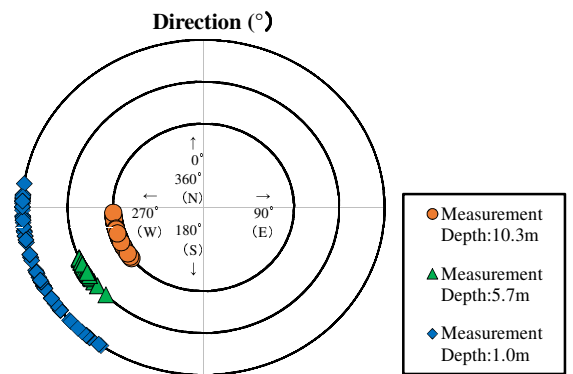 Direction (°)
↑
0°
360°
(N)
← →
270° 90°
(W) (E)
180°
(S)
↓
Measurement
Depth:10.3m
Measurement
Depth:5.7m
Measurement
Depth:1.0m